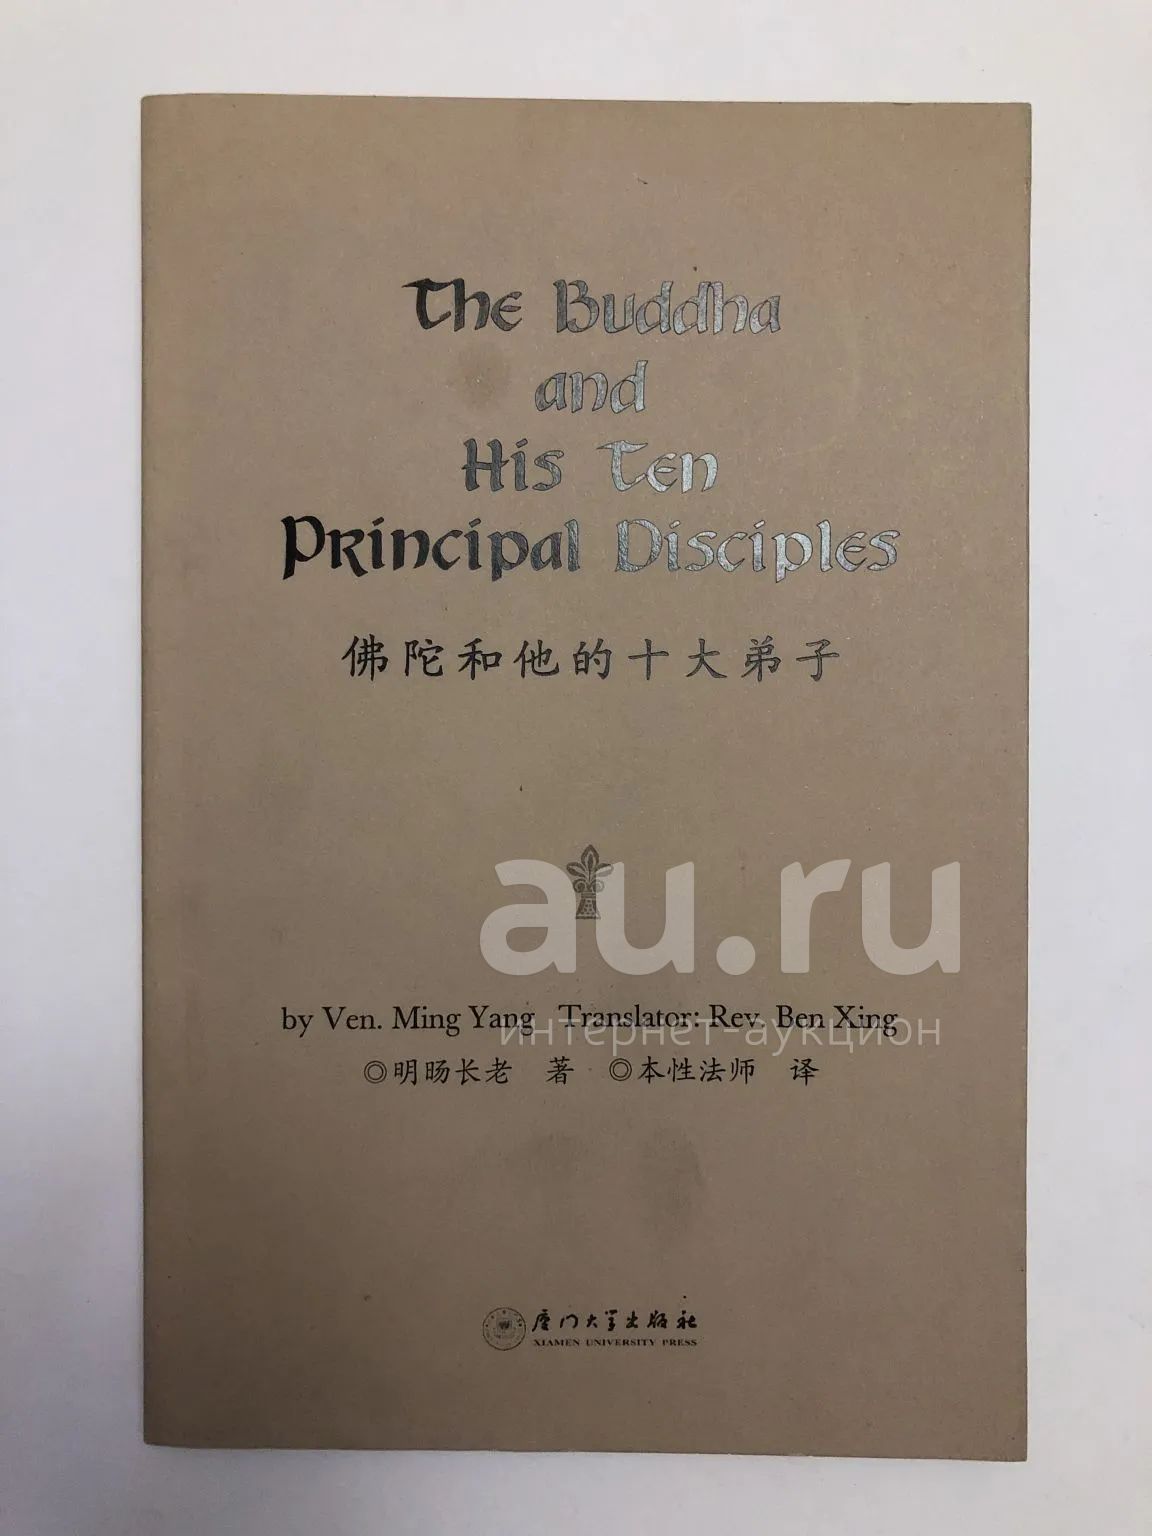 The Buddha
and
His Ten
Principal Disciples
佛陀和他的十大弟子
au.ru
by Ven. Ming Yang Translator: Rev. Ben Xing
интернет-аукцион
◎明旸长老 著 ◎本性法师 译
厦门大学出版社
XIAMEN UNIVERSITY PRESS